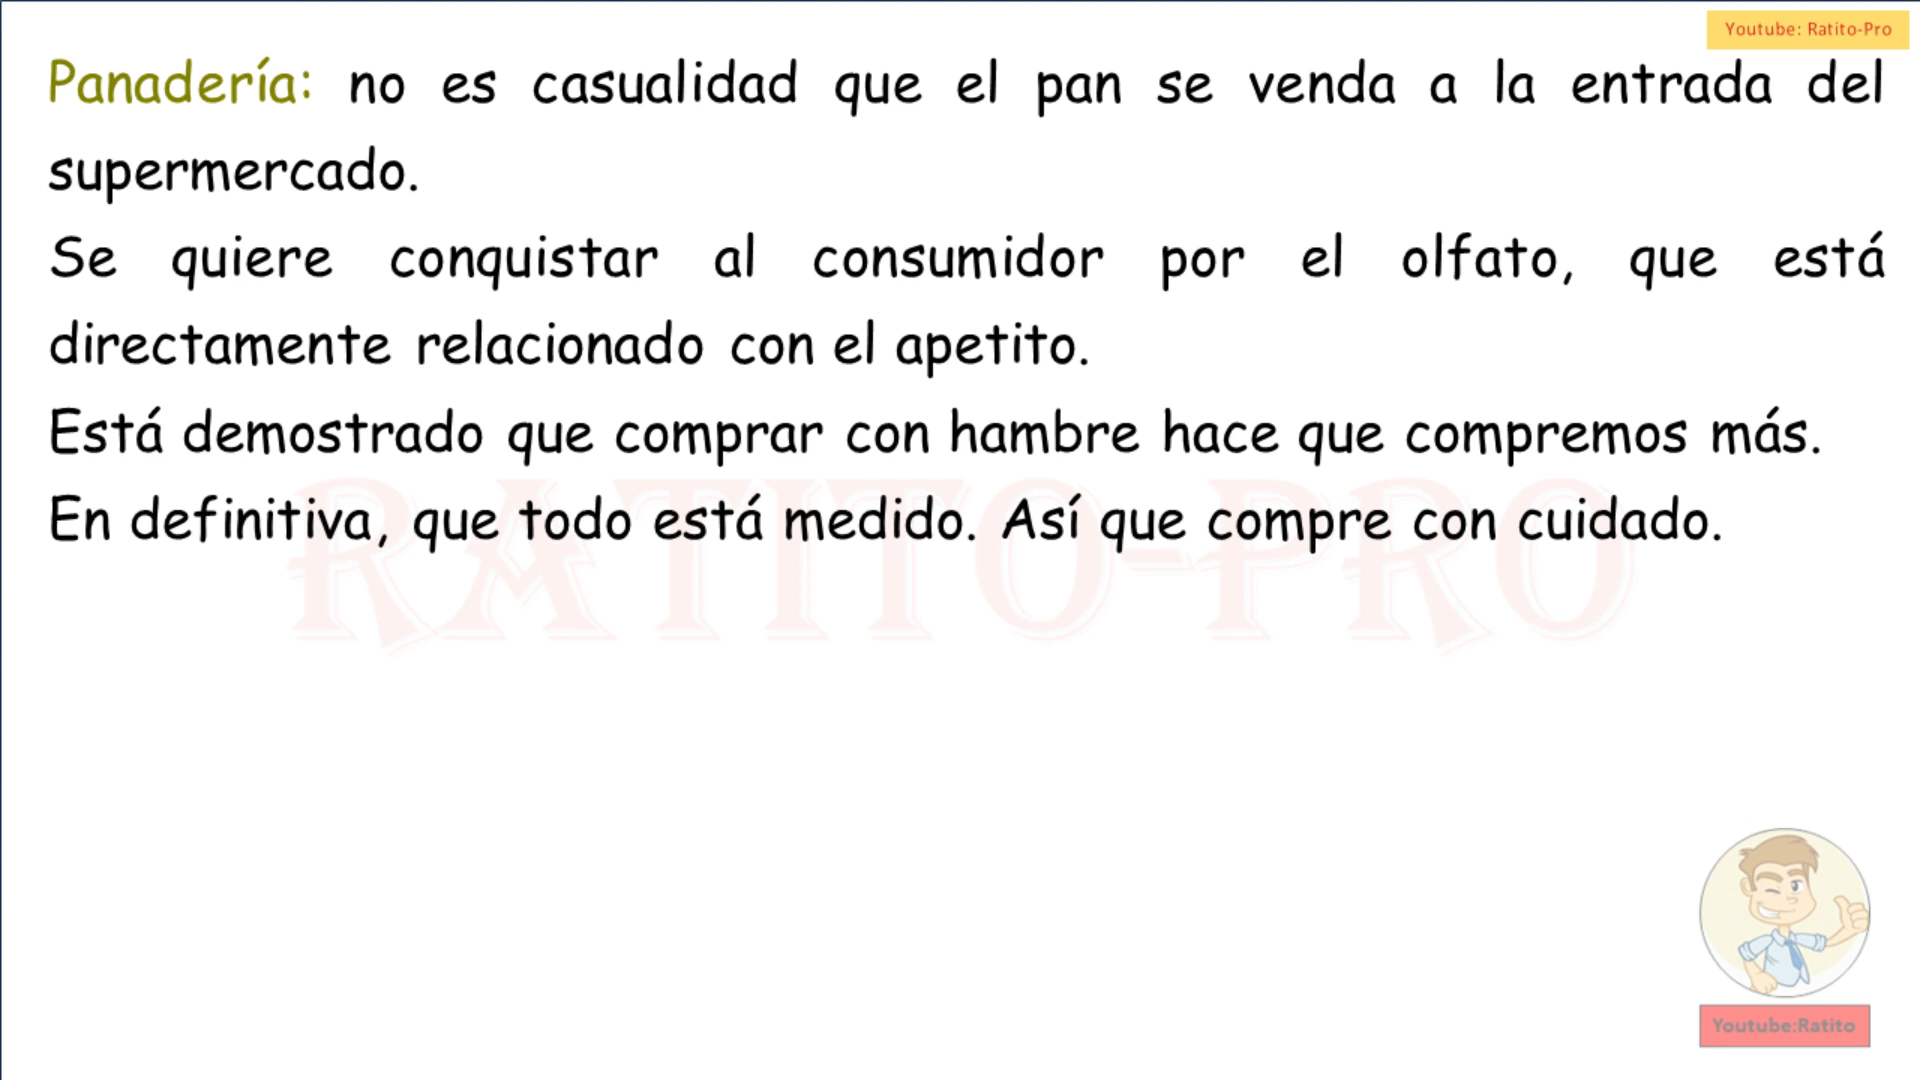 Youtube: Ratito-Pro
Panadería: no es casualidad que el pan se venda a la entrada del
supermercado.
Se quiere conquistar al consumidor por el olfato, que está
directamente relacionado con el apetito.
Está demostrado que comprar con hambre hace que compremos más.
En definitiva, que todo está medido. Así que compre con cuidado.
RATITO-PRO
Youtube:Ratito